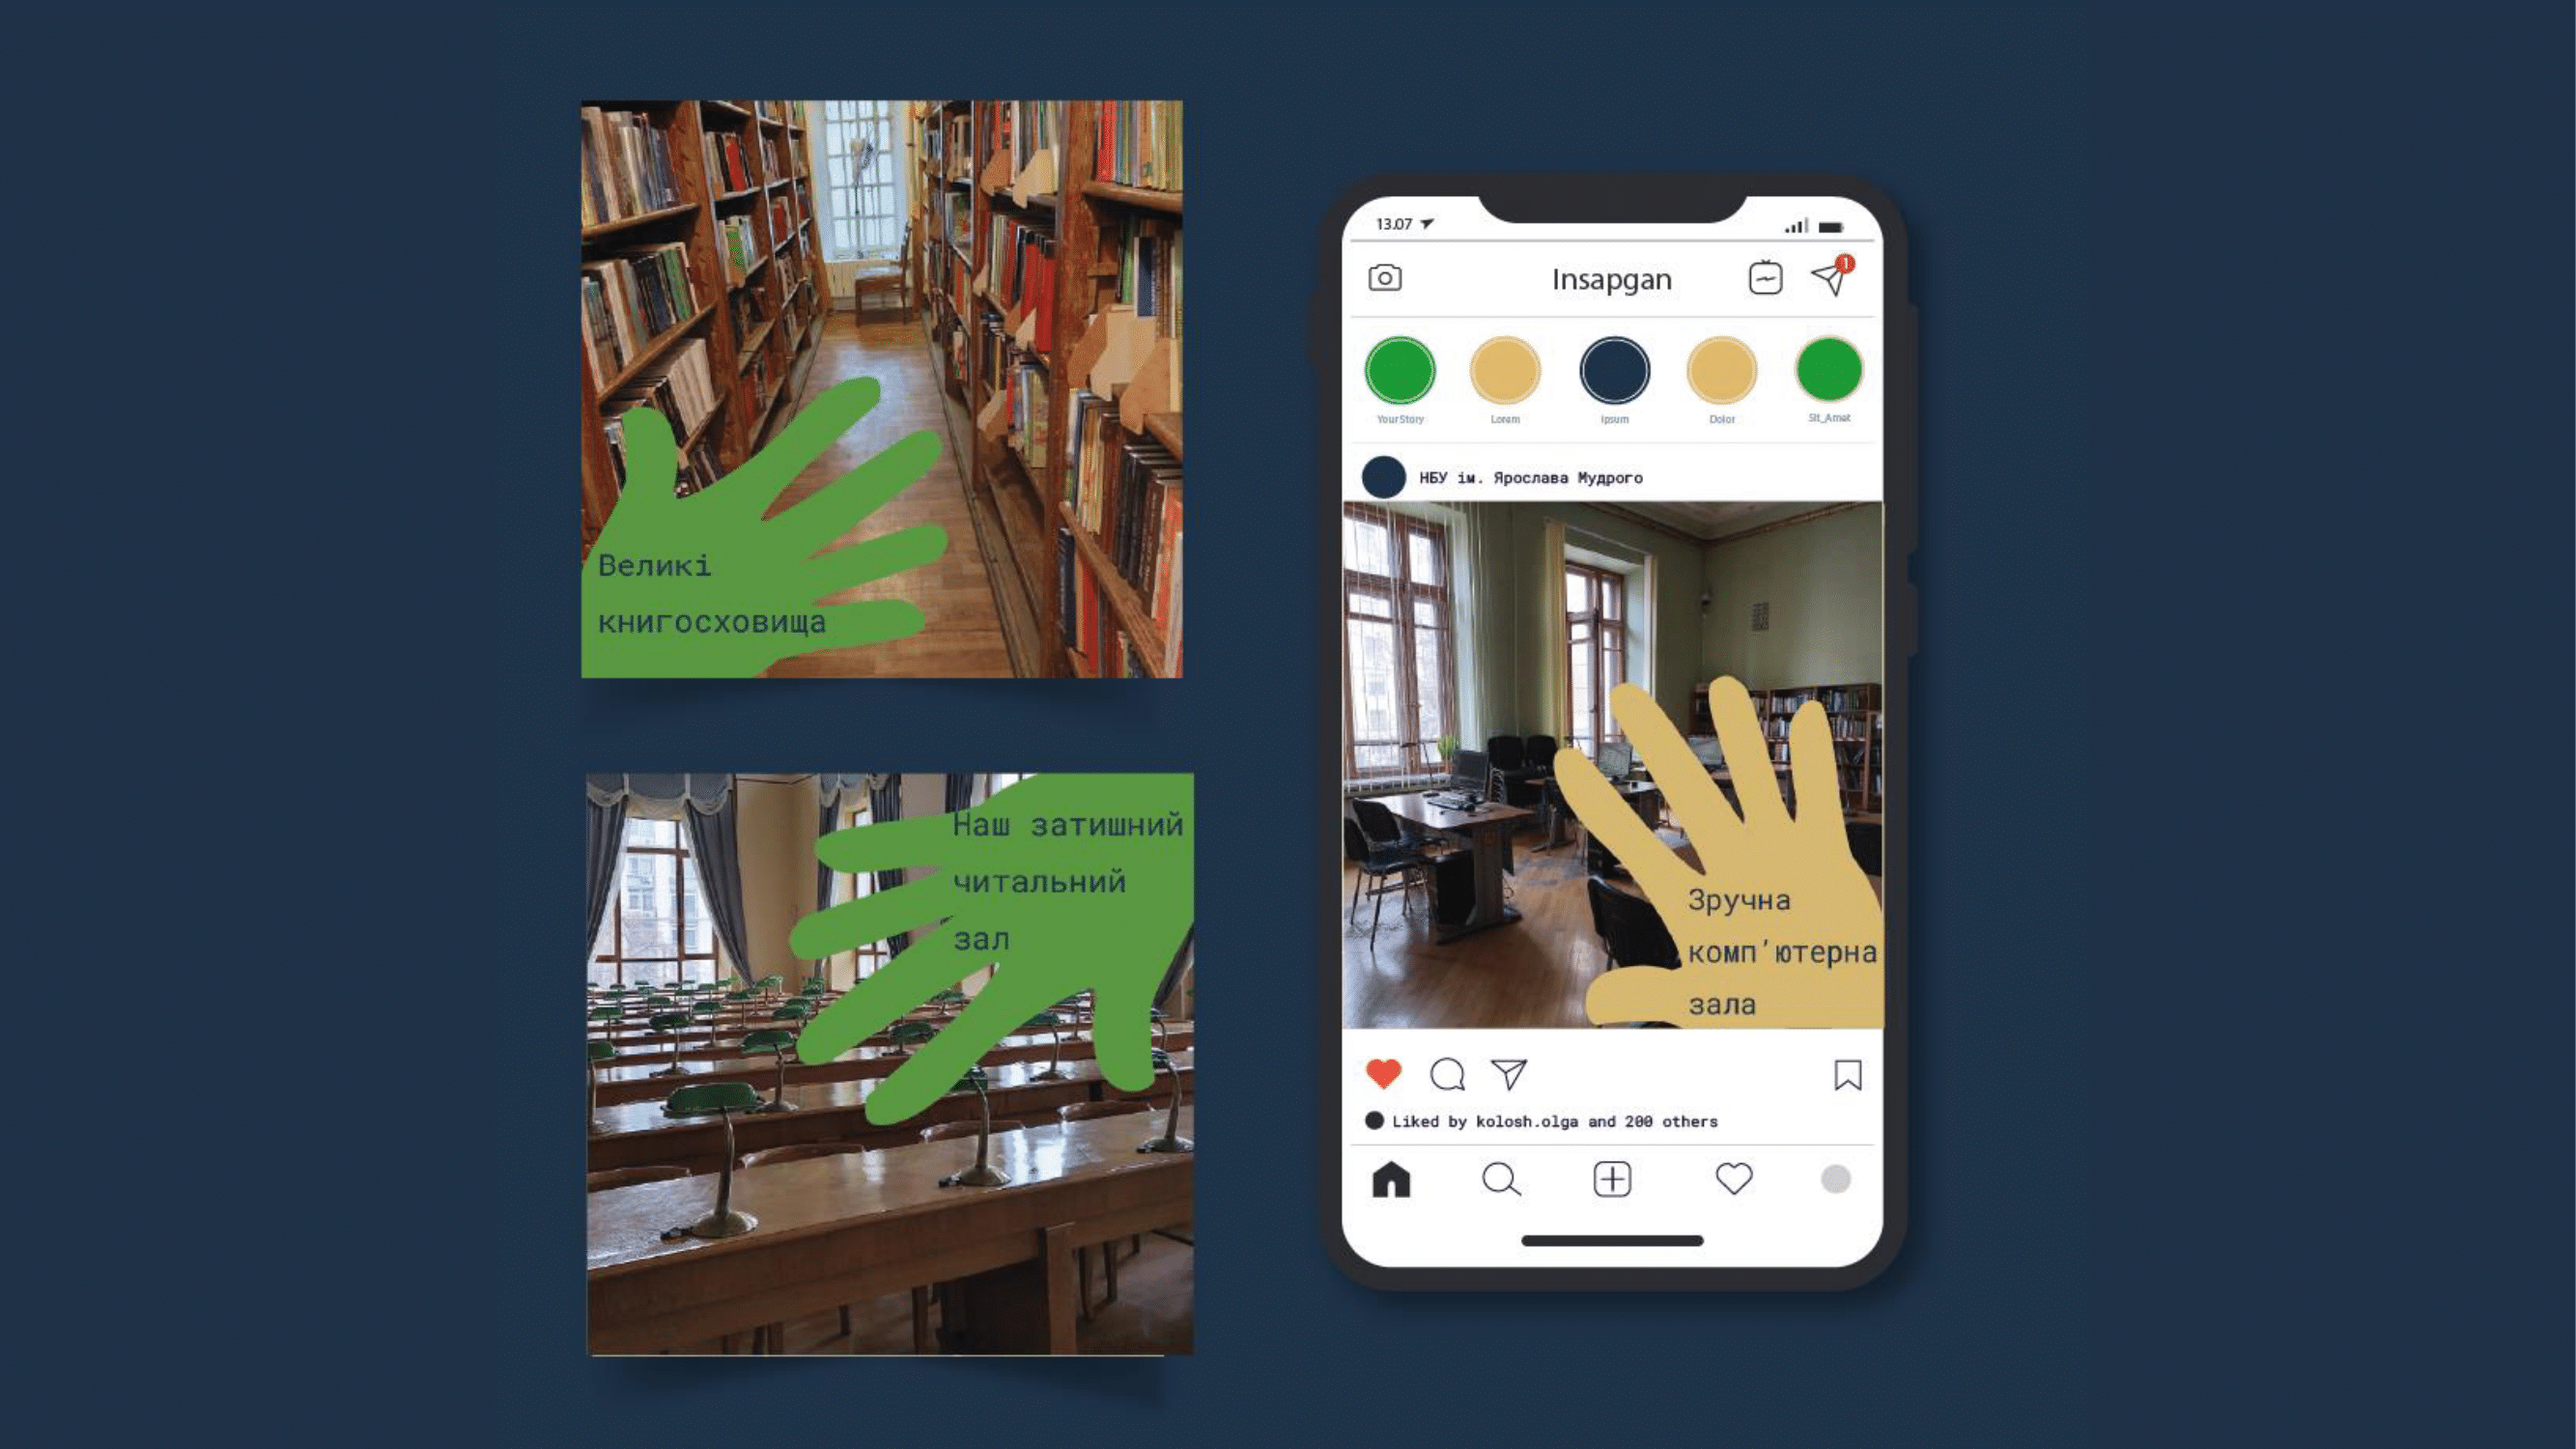 Великі
книгосховища
Наш затишний
читальний
зал
13.07
Insapgan
1
YourStory
Lorem
Ipsum
Dolor
Sit_Amet
НБУ ім. Ярослава Мудрого
Зручна
комп'ютерна
зала
Liked by kolosh.olga and 200 others